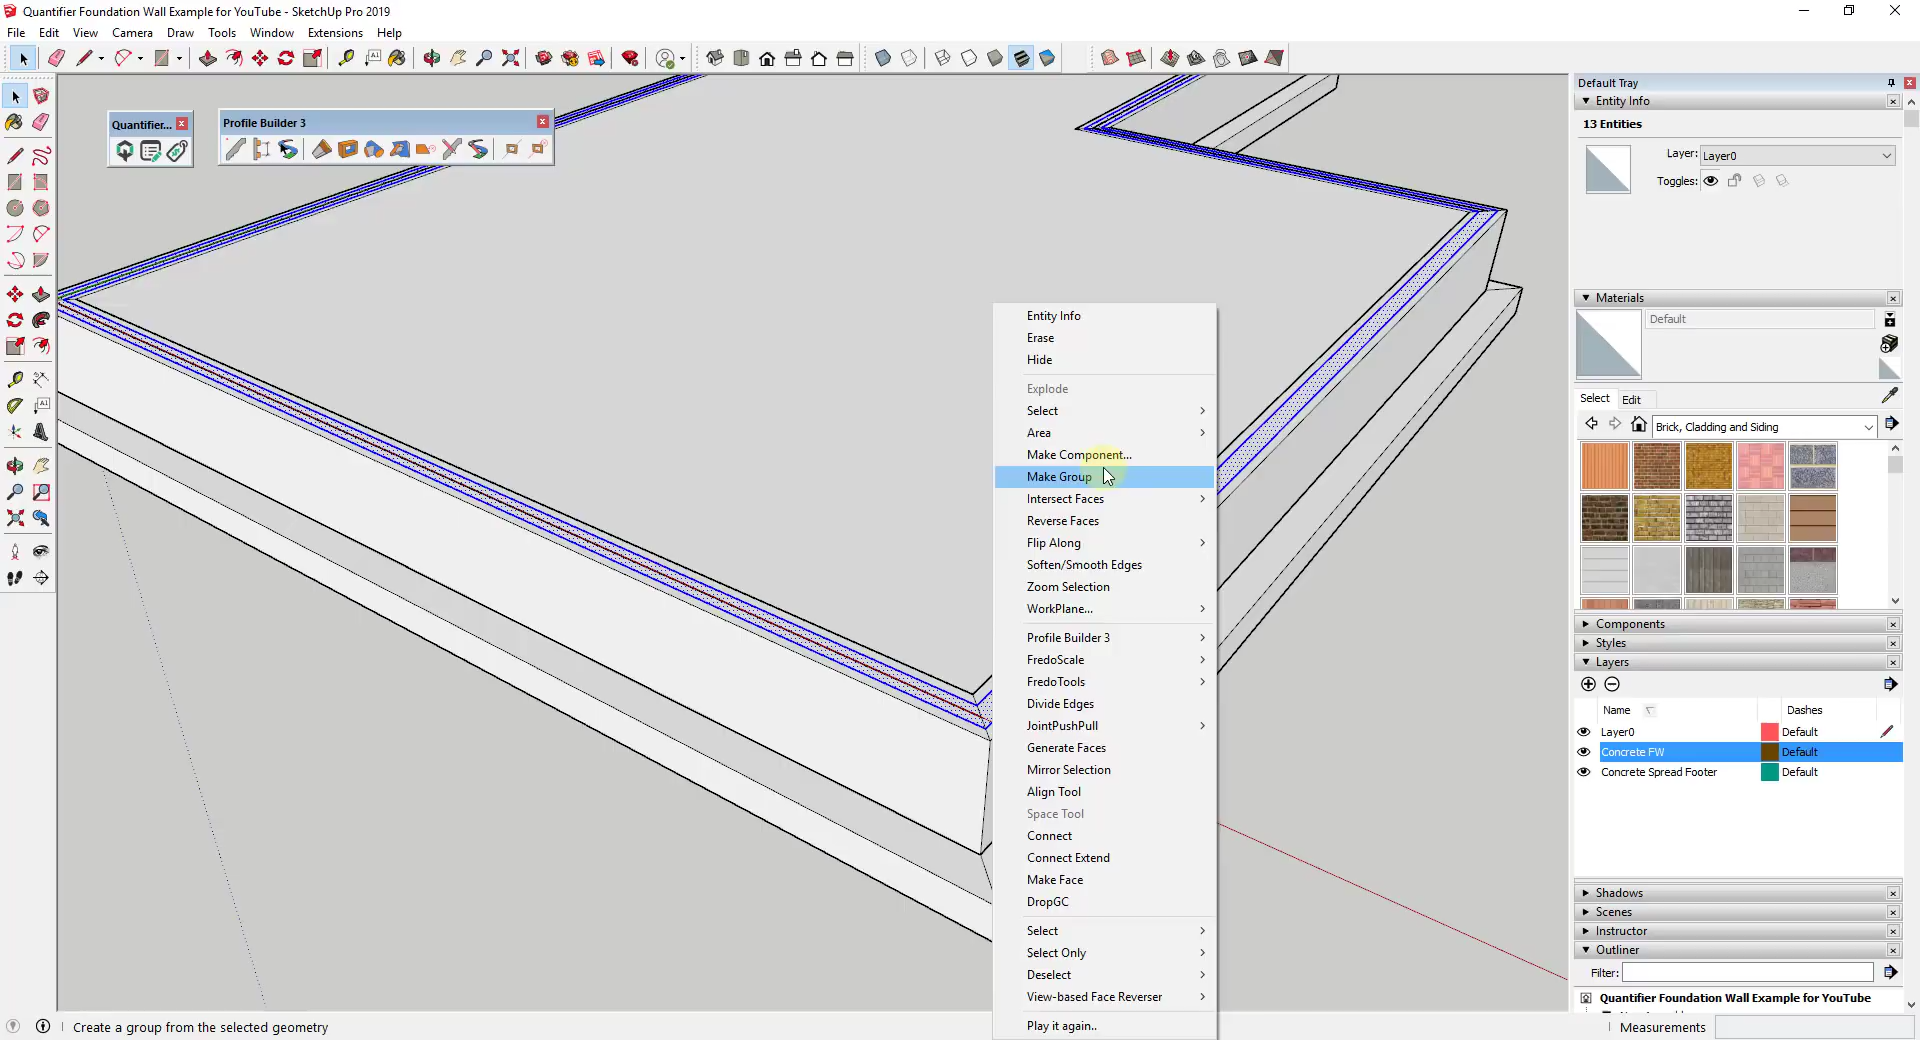 Quantifier Foundation Wall Example for YouTube - SketchUp Pro 2019
File Edit View Camera Draw Tools Window Extensions Help
Quantifier...
Profile Builder 3
Entity Info
Erase
Hide
Explode
Select
Area
Make Component...
Make Group
Intersect Faces
Reverse Faces
Flip Along
Soften/Smooth Edges
Zoom Selection
WorkPlane...
Profile Builder 3
FredoScale
FredoTools
Divide Edges
JointPushPull
Generate Faces
Mirror Selection
Align Tool
Space Tool
Connect
Connect Extend
Make Face
DropGC
Select
Select Only
Deselect
View-based Face Reverser
Play it again..
Default Tray
Entity Info
13 Entities
Layer: Layer0
Toggles:
Materials
Default
Select Edit
Brick, Cladding and Siding
Components
Styles
Layers
Name Dashes
Layer0 Default
Concrete FW Default
Concrete Spread Footer Default
Shadows
Scenes
Instructor
Outliner
Filter:
Quantifier Foundation Wall Example for YouTube
Create a group from the selected geometry
Measurements